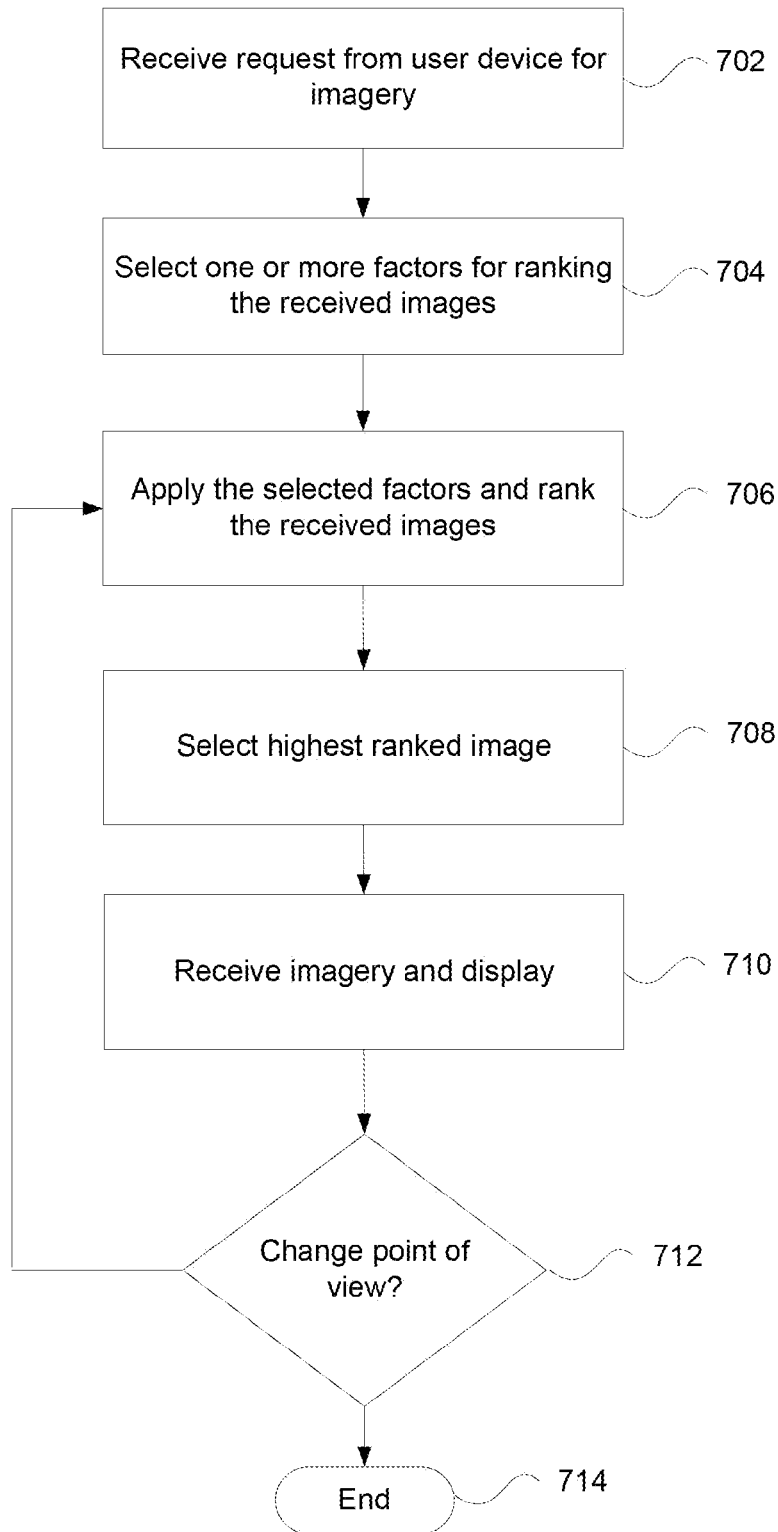 Receive request from user device for
imagery
702
Select one or more factors for ranking
the received images
704
Apply the selected factors and rank
the received images
706
Select highest ranked image
708
Receive imagery and display
710
Change point of
view?
712
End
714